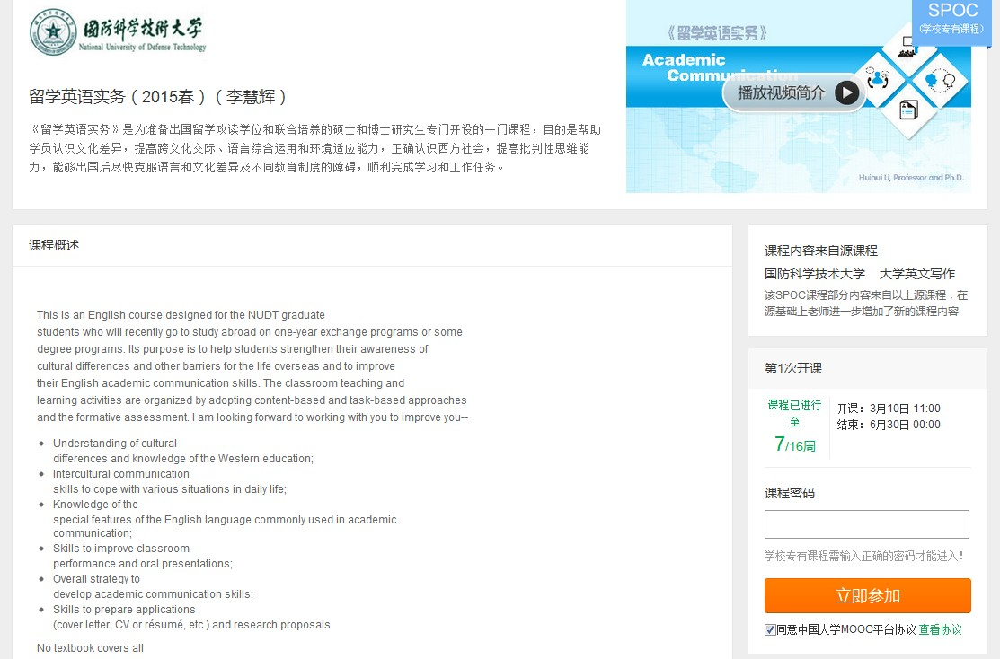 国防科学技术大学
National University of Defense Technology
留学英语实务（2015春）（李慧辉）
《留学英语实务》是为准备出国留学攻读学位和联合培养的硕士和博士研究生专门开设的一门课程，目的是帮助
学员认识文化差异，提高跨文化交际、语言综合运用和环境适应能力，正确认识西方社会，提高批判性思维能
力，能够出国后尽快克服语言和文化差异及不同教育制度的障碍，顺利完成学习和工作任务。
SPOC
(学校专有课程)
《留学英语实务》
Academic
Communication
播放视频简介
Huihui Li, Professor and Ph.D.
课程概述
This is an English course designed for the NUDT graduate
students who will recently go to study abroad on one-year exchange programs or some
degree programs. Its purpose is to help students strengthen their awareness of
cultural differences and other barriers for the life overseas and to improve
their English academic communication skills. The classroom teaching and
learning activities are organized by adopting content-based and task-based approaches
and the formative assessment. I am looking forward to working with you to improve you--
• Understanding of cultural
differences and knowledge of the Western education;
• Intercultural communication
skills to cope with various situations in daily life;
• Knowledge of the
special features of the English language commonly used in academic
communication;
• Skills to improve classroom
performance and oral presentations;
• Overall strategy to
develop academic communication skills;
• Skills to prepare applications
(cover letter, CV or résumé, etc.) and research proposals
No textbook covers all
课程内容来自源课程
国防科学技术大学 大学英文写作
该SPOC课程部分内容来自以上源课程，在
源基础上老师进一步增加了新的课程内容
第1次开课
课程已进行
至
7/16周
开课：3月10日 11:00
结束：6月30日 00:00
课程密码
学校专有课程需输入正确的密码才能进入！
立即参加
同意中国大学MOOC平台协议 查看协议